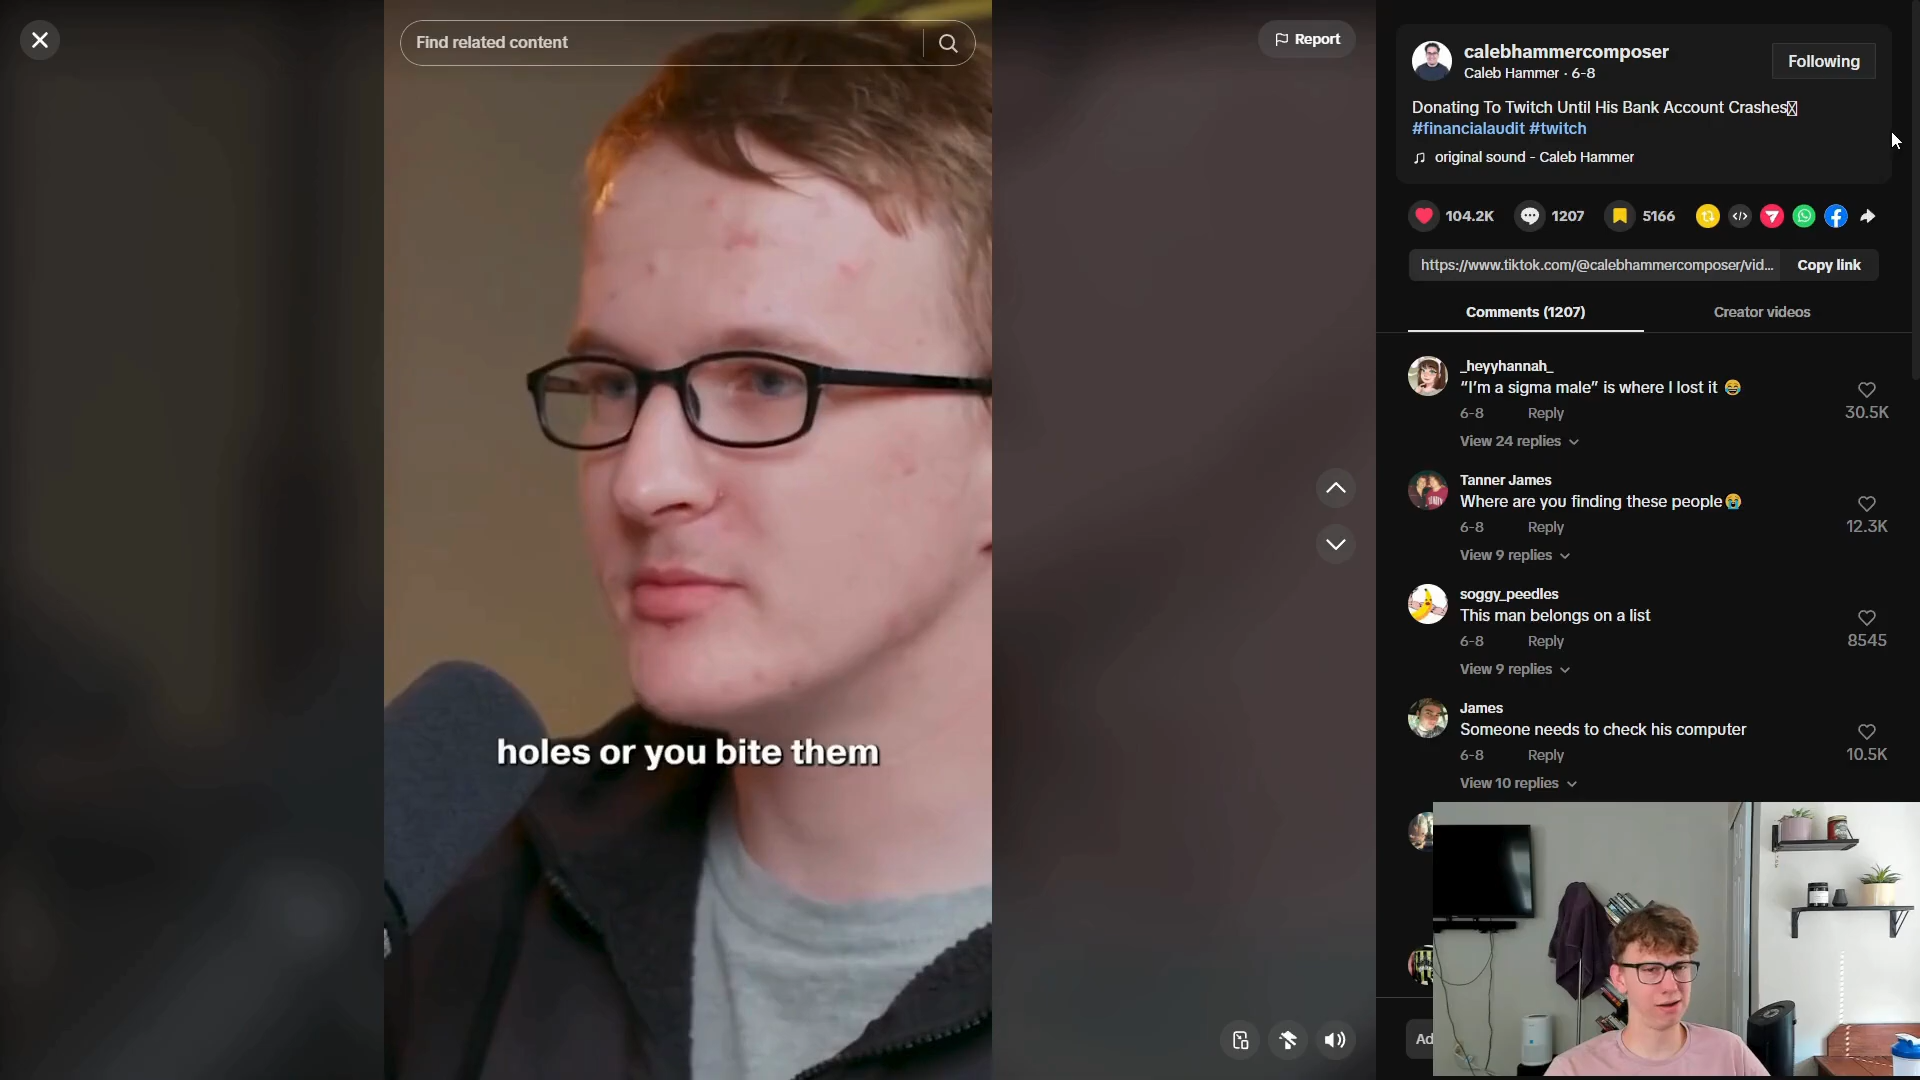 Find related content
Report
calebhammercomposer
Caleb Hammer · 6-8
Following
Donating To Twitch Until His Bank Account Crashes
#financialaudit #twitch
original sound - Caleb Hammer
104.2K
1207
5166
https://www.tiktok.com/@calebhammercomposer/vid...
Copy link
Comments (1207)
Creator videos
_heyyhannah_
“I’m a sigma male” is where I lost it 😂
6-8
Reply
30.5K
View 24 replies
Tanner James
Where are you finding these people😭
6-8
Reply
12.3K
View 9 replies
soggy_peedles
This man belongs on a list
6-8
Reply
8545
View 9 replies
James
Someone needs to check his computer
6-8
Reply
10.5K
View 10 replies
holes or you bite them